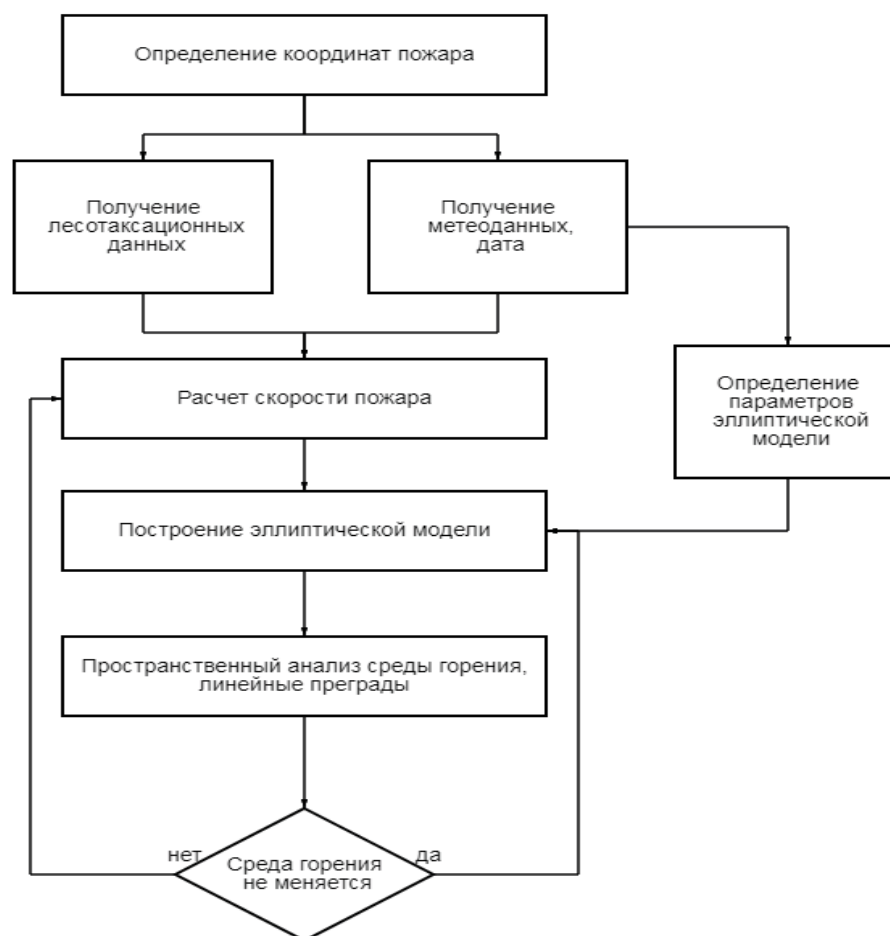 Определение координат пожара
Получение
лесотаксационных
данных
Получение
метеоданных,
дата
Расчет скорости пожара
Определение
параметров
эллиптической
модели
Построение эллиптической модели
Пространственный анализ среды горения,
линейные преграды
нет
да
Среда горения
не меняется